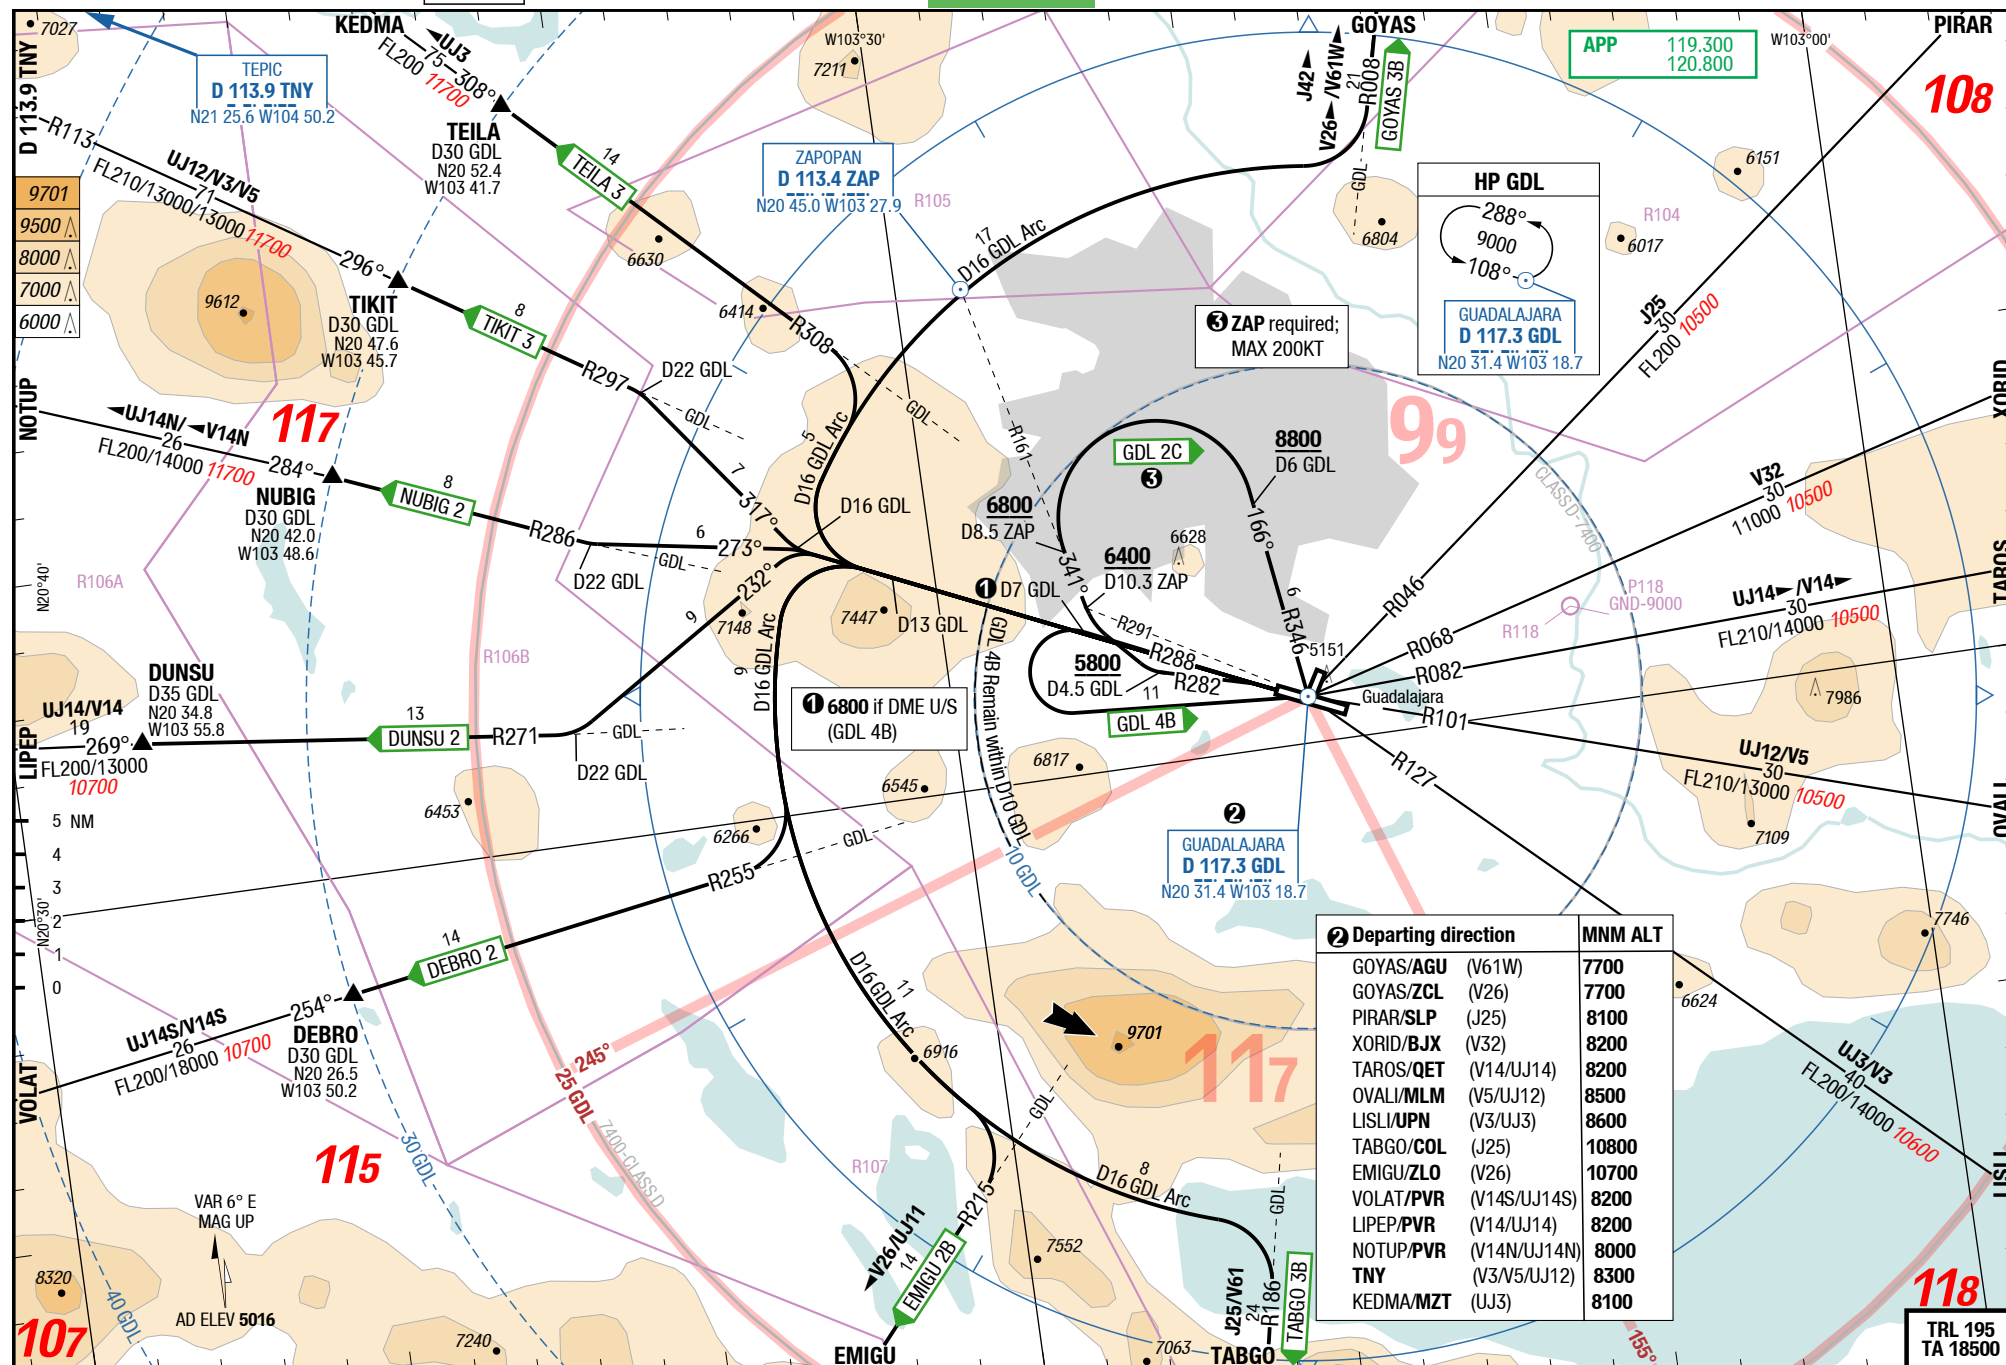 7027
D 113.9 TNY
TEPIC
D 113.9 TNY
N21 25.6 W104 50.2
KEDMA
UJ3
75
308°
FL200 11700
TEILA
D30 GDL
N20 52.4
W103 41.7
14
TEILA 3
R308
W103°30'
7211
ZAPOPAN
D 113.4 ZAP
N20 45.0 W103 27.9
R105
17
D16 GDL Arc
GOYAS
J42
V26 /V61W
21
R008
GOYAS 3B
GDL
APP 119.300
120.800
W103°00'
PIRAR
108
6151
R104
6017
6804
HP GDL
288°
9000
108°
GUADALAJARA
D 117.3 GDL
N20 31.4 W103 18.7
R113
UJ12/V3/V5
71
FL210/13000/13000 11700
296°
TIKIT
D30 GDL
N20 47.6
W103 45.7
8
TIKIT 3
R297
D22 GDL
GDL
7
317°
9701
9500
8000
7000
6000
9612
6630
6414
GDL
5
D16 GDL Arc
3 ZAP required;
MAX 200KT
J25
30
FL200 10500
R046
NOTUP
117
UJ14N/ V14N
26
FL200/14000 11700
284°
NUBIG
D30 GDL
N20 42.0
W103 48.6
8
NUBIG 2
R286
6
273°
GDL
D22 GDL
D16 GDL
R161
GDL 2C
3
8800
D6 GDL
166°
6
R346
6800
D8.5 ZAP
341°
6400
D10.3 ZAP
6628
99
CLASS D-7400
XORID
V32
30
11000 10500
R068
TAROS
UJ14 /V14
30
FL210/14000 10500
R082
P118
GND-9000
R118
N20°40'
R106A
R106B
232°
9
7148
7447
D13 GDL
1 D7 GDL
R291
R288
R282
5800
D4.5 GDL
11
GDL 4B
5151
Guadalajara
7986
R101
UJ12/V5
30
FL210/13000 10500
7109
OVALI
R127
DUNSU
D35 GDL
N20 34.8
W103 55.8
UJ14/V14
19
269°
LIPEP
FL200/13000
10700
13
DUNSU 2
R271
GDL
D22 GDL
9
D16 GDL Arc
1 6800 if DME U/S
(GDL 4B)
GDL 4B Remain within D10 GDL
10 GDL
6817
6545
6453
6266
GDL
2
GUADALAJARA
D 117.3 GDL
N20 31.4 W103 18.7
5 NM
4
3
2
1
0
N20°30'
R255
14
DEBRO 2
254°
DEBRO
D30 GDL
N20 26.5
W103 50.2
UJ14S/V14S
26
FL200/18000 10700
VOLAT
245°
25 GDL
7400-CLASS D
30 GDL
40 GDL
115
11
D16 GDL Arc
6916
9701
117
GDL
R107
R215
V26/UJ11
14
EMIGU 2B
EMIGU
8
D16 GDL Arc
GDL
7552
J25/V61
24
R186
TABGO 3B
TABGO
7063
7240
VAR 6° E
MAG UP
AD ELEV 5016
8320
107
2 Departing direction MNM ALT
GOYAS/AGU (V61W) 7700
GOYAS/ZCL (V26) 7700
PIRAR/SLP (J25) 8100
XORID/BJX (V32) 8200
TAROS/QET (V14/UJ14) 8200
OVALI/MLM (V5/UJ12) 8500
LISLI/UPN (V3/UJ3) 8600
TABGO/COL (J25) 10800
EMIGU/ZLO (V26) 10700
VOLAT/PVR (V14S/UJ14S) 8200
LIPEP/PVR (V14/UJ14) 8200
NOTUP/PVR (V14N/UJ14N) 8000
TNY (V3/V5/UJ12) 8300
KEDMA/MZT (UJ3) 8100
7746
6624
UJ3/V3
40
FL200/14000 10600
LISLI
155°
118
TRL 195
TA 18500